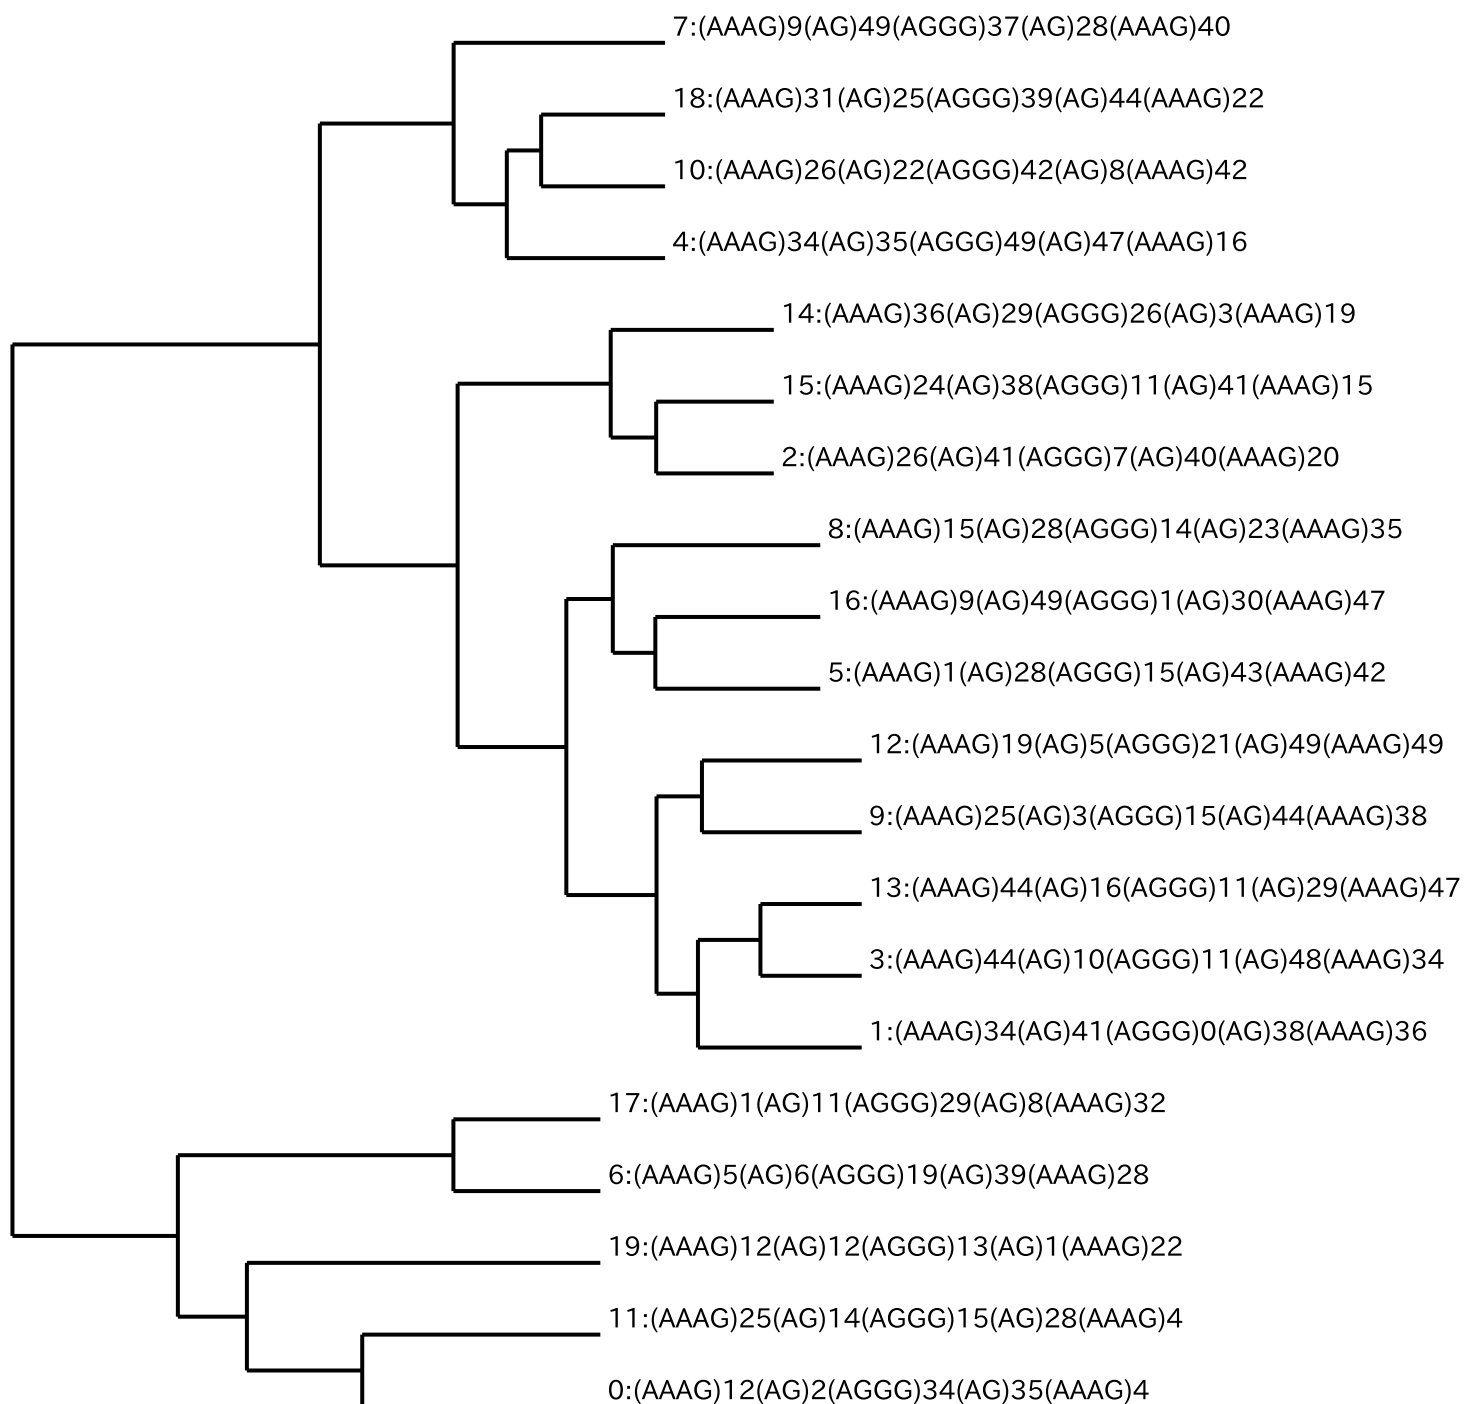 7:(AAAG)9(AG)49(AGGG)37(AG)28(AAAG)40
18:(AAAG)31(AG)25(AGGG)39(AG)44(AAAG)22
10:(AAAG)26(AG)22(AGGG)42(AG)8(AAAG)42
4:(AAAG)34(AG)35(AGGG)49(AG)47(AAAG)16
14:(AAAG)36(AG)29(AGGG)26(AG)3(AAAG)19
15:(AAAG)24(AG)38(AGGG)11(AG)41(AAAG)15
2:(AAAG)26(AG)41(AGGG)7(AG)40(AAAG)20
8:(AAAG)15(AG)28(AGGG)14(AG)23(AAAG)35
16:(AAAG)9(AG)49(AGGG)1(AG)30(AAAG)47
5:(AAAG)1(AG)28(AGGG)15(AG)43(AAAG)42
12:(AAAG)19(AG)5(AGGG)21(AG)49(AAAG)49
9:(AAAG)25(AG)3(AGGG)15(AG)44(AAAG)38
13:(AAAG)44(AG)16(AGGG)11(AG)29(AAAG)47
3:(AAAG)44(AG)10(AGGG)11(AG)48(AAAG)34
1:(AAAG)34(AG)41(AGGG)0(AG)38(AAAG)36
17:(AAAG)1(AG)11(AGGG)29(AG)8(AAAG)32
6:(AAAG)5(AG)6(AGGG)19(AG)39(AAAG)28
19:(AAAG)12(AG)12(AGGG)13(AG)1(AAAG)22
11:(AAAG)25(AG)14(AGGG)15(AG)28(AAAG)4
0:(AAAG)12(AG)2(AGGG)34(AG)35(AAAG)4